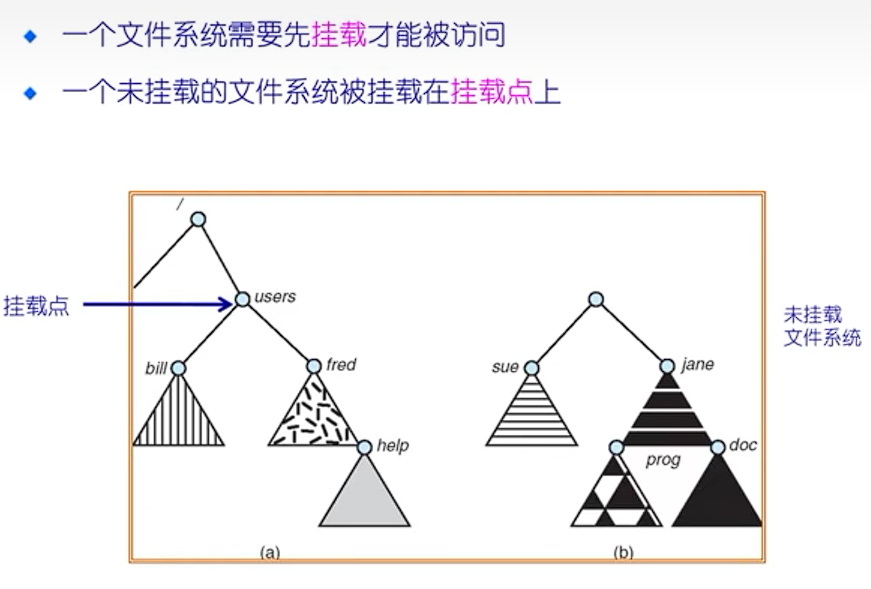 一个文件系统需要先挂载才能被访问
一个未挂载的文件系统被挂载在挂载点上
/
挂载点
users
未挂载
文件系统
bill
fred
sue
jane
help
prog
doc
(a)
(b)